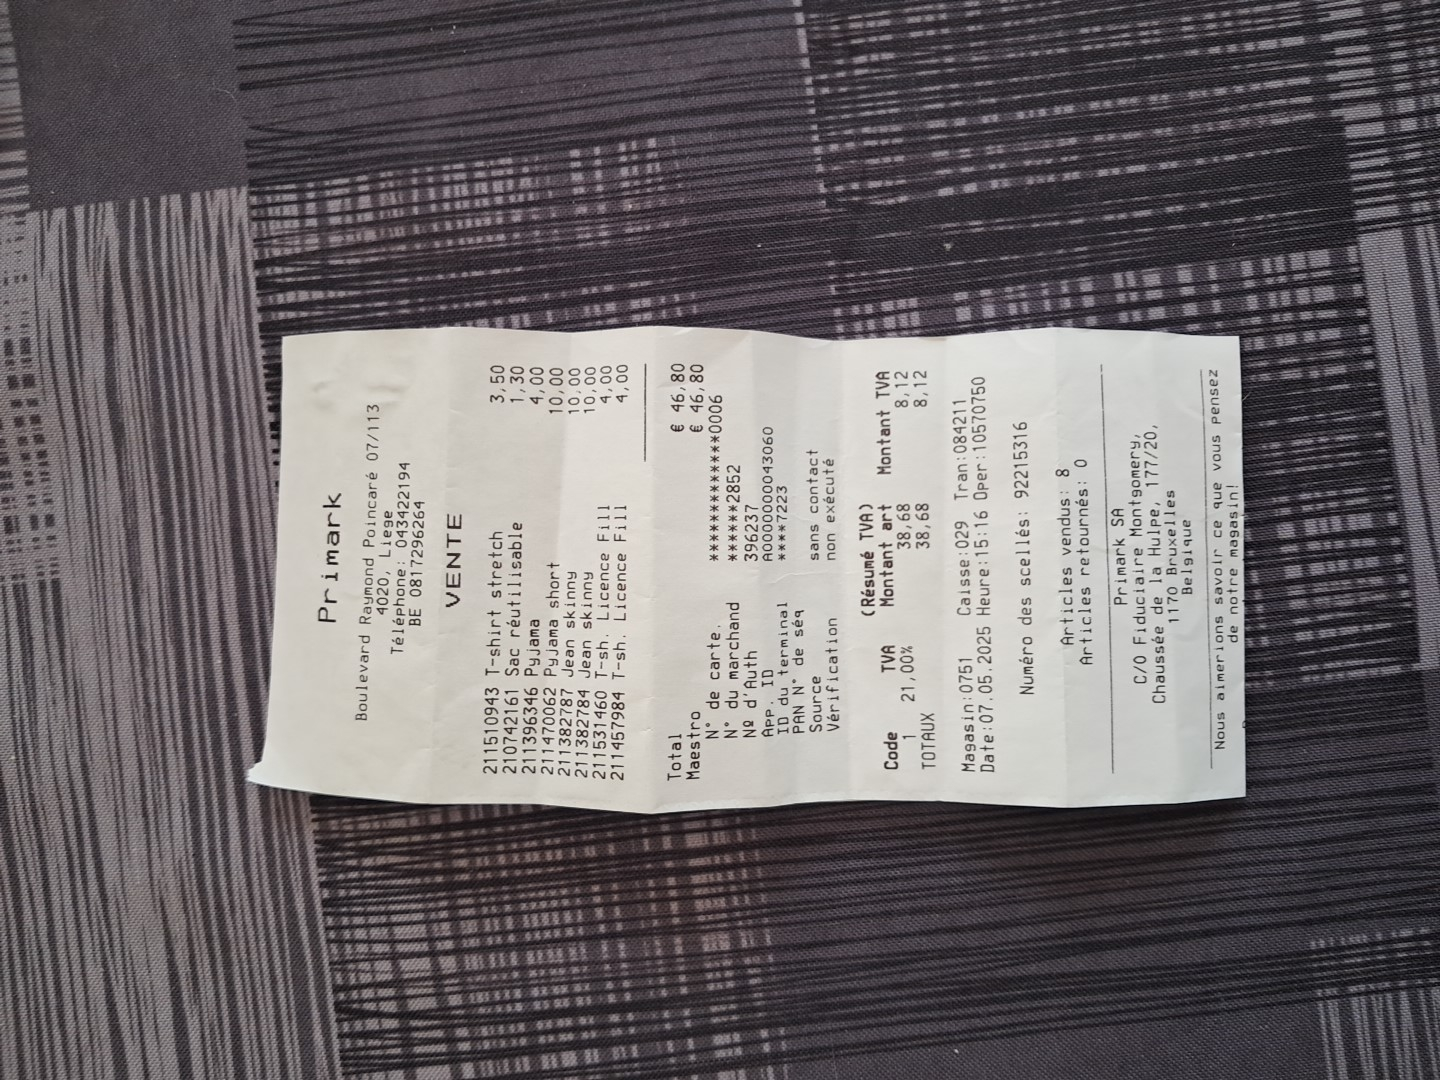 Primark
Boulevard Raymond Poincaré 07/113
4020, Liege
Téléphone: 043422194
BE 0817296264
VENTE
211510943 T-shirt stretch 3,50
210742161 Sac réutilisable 1,30
211396346 Pyjama 4,00
211470062 Pyjama short 10,00
211382787 Jean skinny 10,00
211382784 Jean skinny 10,00
211531460 T-sh. Licence Fill 4,00
211457984 T-sh. Licence Fill 4,00
Total € 46,80
Maestro € 46,80
N° de carte. ************0006
N° du marchand ******2852
Nº d'Auth 396237
App. ID A0000000043060
ID du terminal ****7223
PAN N° de séq
Source sans contact
Vérification non exécuté
(Résumé TVA)
Code TVA Montant art Montant TVA
1 21,00% 38,68 8,12
TOTAUX 38,68 8,12
Magasin:0751 Caisse:029 Tran:084211
Date:07.05.2025 Heure:15:16 Oper:10570750
Numéro des scellés: 92215316
Articles vendus: 8
Articles retournés: 0
Primark SA
C/O Fiduciaire Montgomery,
Chaussée de la Hulpe, 177/20,
1170 Bruxelles
Belgique
Nous aimerions savoir ce que vous pensez
de notre magasin!